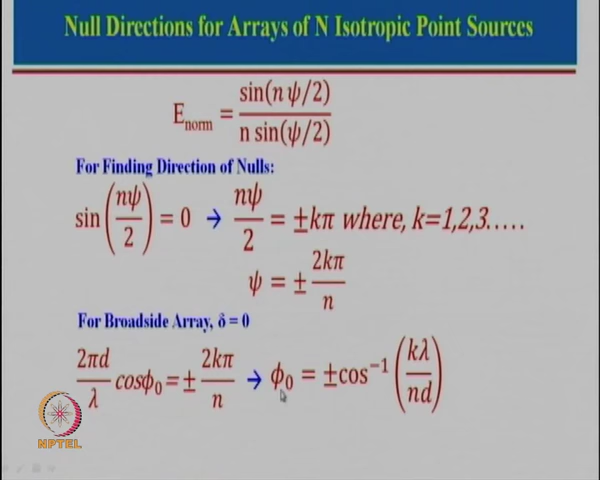 Null Directions for Arrays of N Isotropic Point Sources
E_norm = sin(nψ/2) / n sin(ψ/2)
For Finding Direction of Nulls:
sin(nψ/2) = 0 → nψ/2 = ±kπ where, k=1,2,3.....
ψ = ± 2kπ/n
For Broadside Array, δ = 0
2πd/λ cosϕ₀ = ± 2kπ/n → ϕ₀ = ±cos⁻¹(kλ/nd)
NPTEL